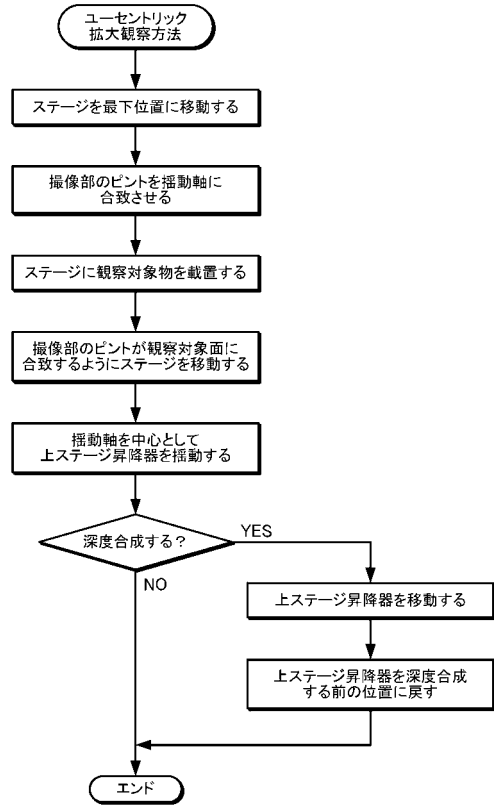 ユーセントリック
拡大観察方法
ステージを最下位置に移動する
撮像部のピントを揺動軸に
合致させる
ステージに観察対象物を載置する
撮像部のピントが観察対象面に
合致するようにステージを移動する
揺動軸を中心として
上ステージ昇降器を揺動する
深度合成する？
YES
NO
上ステージ昇降器を移動する
上ステージ昇降器を深度合成
する前の位置に戻す
エンド